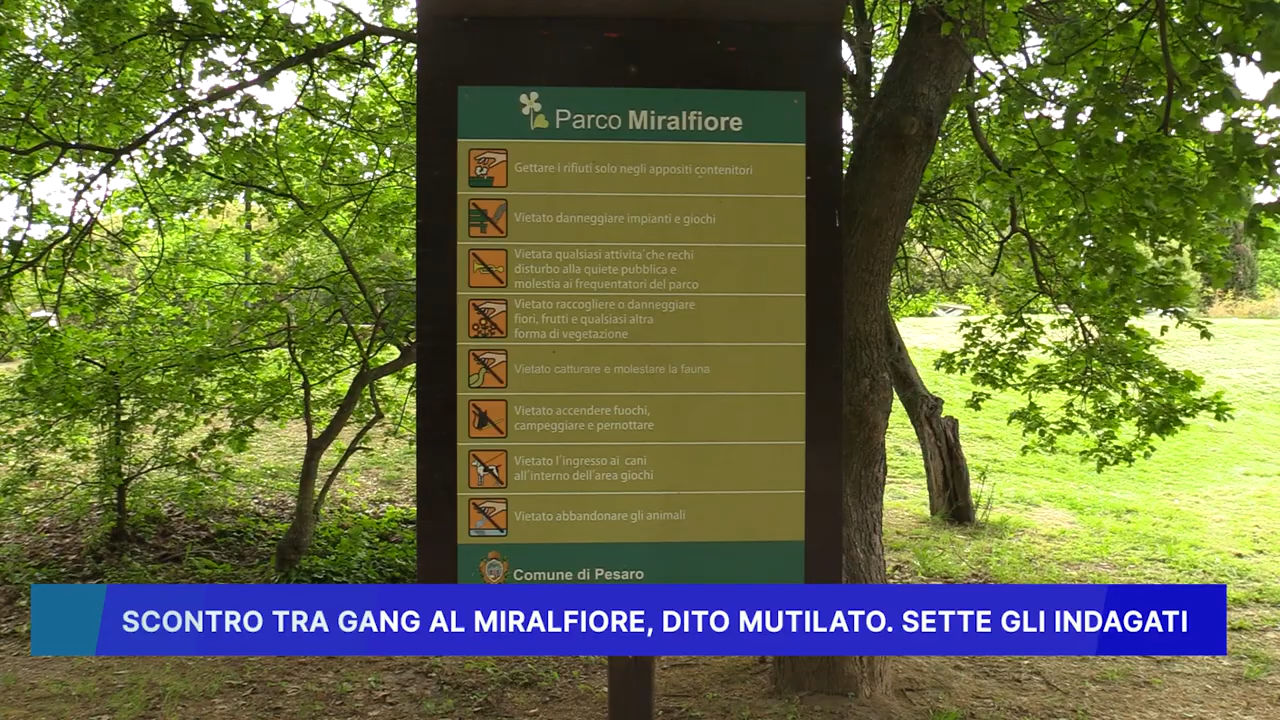 Parco Miralfiore
Gettare i rifiuti solo negli appositi contenitori
Vietato danneggiare impianti e giochi
Vietata qualsiasi attivita' che rechi
disturbo alla quiete pubblica e
molestia ai frequentatori del parco
Vietato raccogliere o danneggiare
fiori, frutti e qualsiasi altra
forma di vegetazione
Vietato catturare e molestare la fauna
Vietato accendere fuochi,
campeggiare e pernottare
Vietato l'ingresso ai cani
all'interno dell'area giochi
Vietato abbandonare gli animali
Comune di Pesaro
SCONTRO TRA GANG AL MIRALFIORE, DITO MUTILATO. SETTE GLI INDAGATI